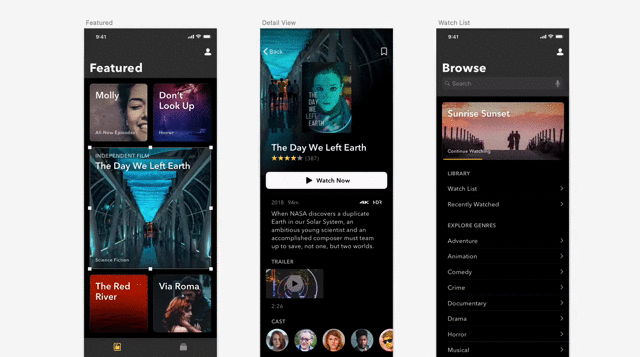 Featured
9:41
Featured
Molly
All New Episodes
Don't
Look Up
Horror
INDEPENDENT FILM
The Day We Left Earth
Science Fiction
The Red
River
Via Roma
Detail View
Back
THE
DAY
WE
LEFT
EARTH
The Day We Left Earth
(387)
Watch Now
2018 94m
4K HDR
When NASA discovers a duplicate
Earth in our Solar System, an
ambitious young scientist and an
accomplished composer must team
up to save, not one, but two worlds.
TRAILER
2:26
CAST
Watch List
9:41
Browse
Search
Sunrise Sunset
Continue Watching
LIBRARY
Watch List
Recently Watched
EXPLORE GENRES
Adventure
Animation
Comedy
Crime
Documentary
Drama
Horror
Musical